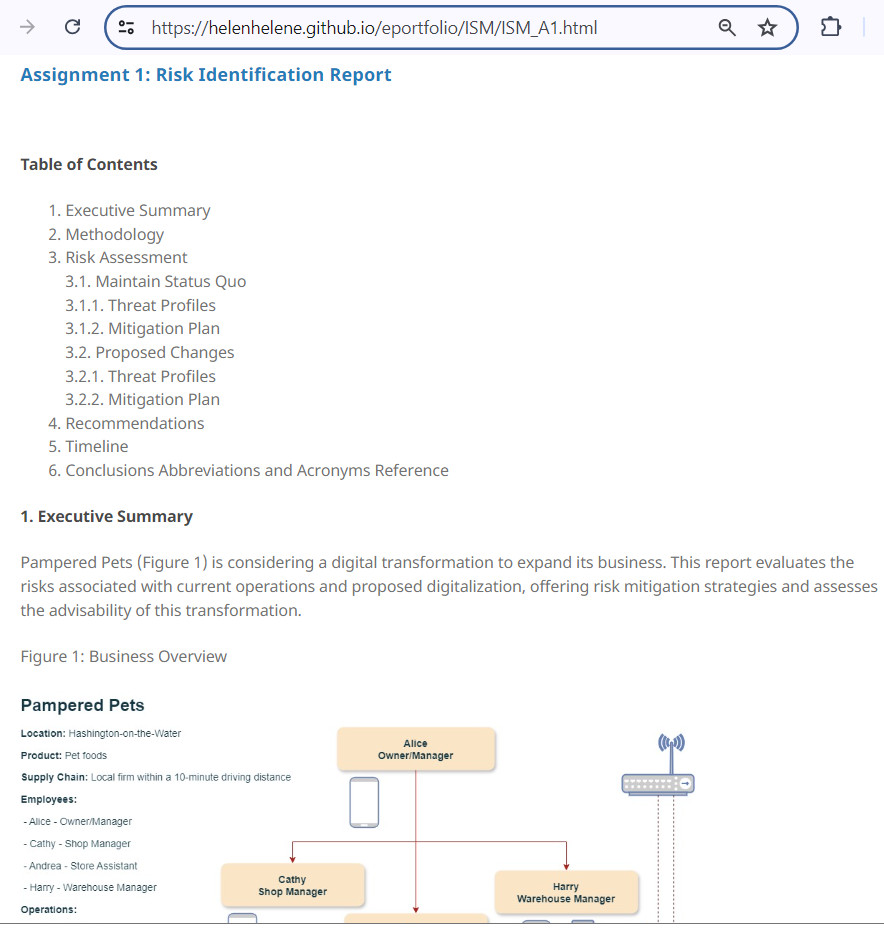 https://helenhelene.github.io/eportfolio/ISM/ISM_A1.html
Assignment 1: Risk Identification Report
Table of Contents
1. Executive Summary
2. Methodology
3. Risk Assessment
3.1. Maintain Status Quo
3.1.1. Threat Profiles
3.1.2. Mitigation Plan
3.2. Proposed Changes
3.2.1. Threat Profiles
3.2.2. Mitigation Plan
4. Recommendations
5. Timeline
6. Conclusions Abbreviations and Acronyms Reference
1. Executive Summary
Pampered Pets (Figure 1) is considering a digital transformation to expand its business. This report evaluates the
risks associated with current operations and proposed digitalization, offering risk mitigation strategies and assesses
the advisability of this transformation.
Figure 1: Business Overview
Pampered Pets
Location: Hashington-on-the-Water
Product: Pet foods
Supply Chain: Local firm within a 10-minute driving distance
Employees:
- Alice - Owner/Manager
- Cathy - Shop Manager
- Andrea - Store Assistant
- Harry - Warehouse Manager
Operations:
Alice
Owner/Manager
Cathy
Shop Manager
Harry
Warehouse Manager